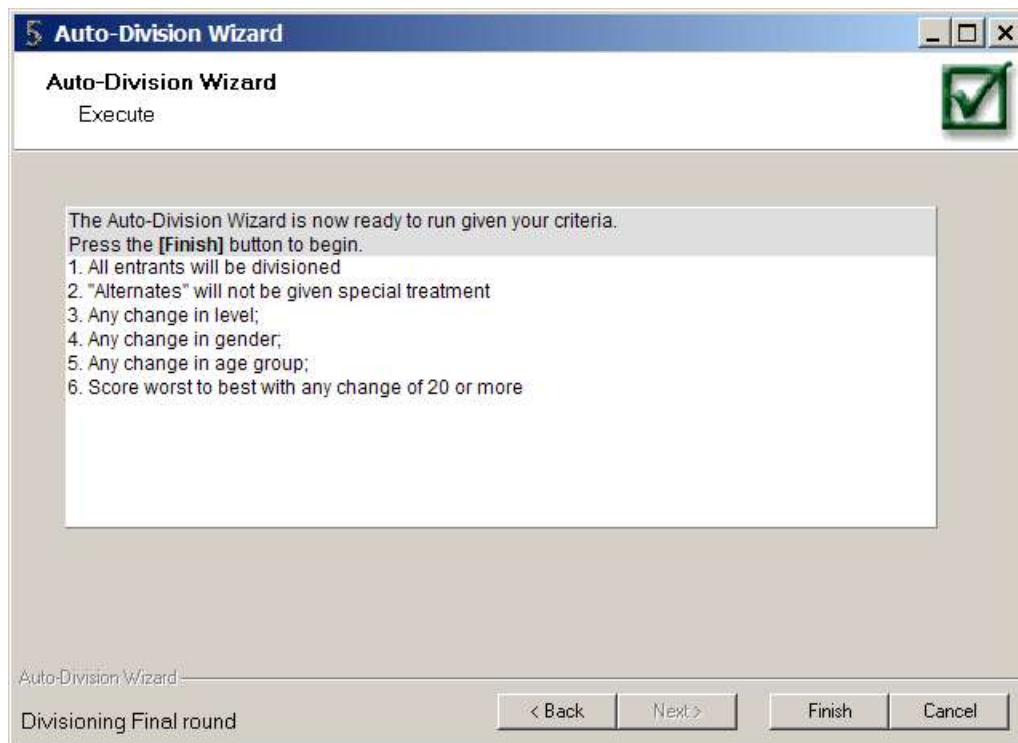 Auto-Division Wizard
Auto-Division Wizard
Execute
The Auto-Division Wizard is now ready to run given your criteria.
Press the [Finish] button to begin.
1. All entrants will be divisioned
2. "Alternates" will not be given special treatment
3. Any change in level;
4. Any change in gender;
5. Any change in age group;
6. Score worst to best with any change of 20 or more
Auto-Division Wizard
Divisioning Final round
< Back
Next >
Finish
Cancel